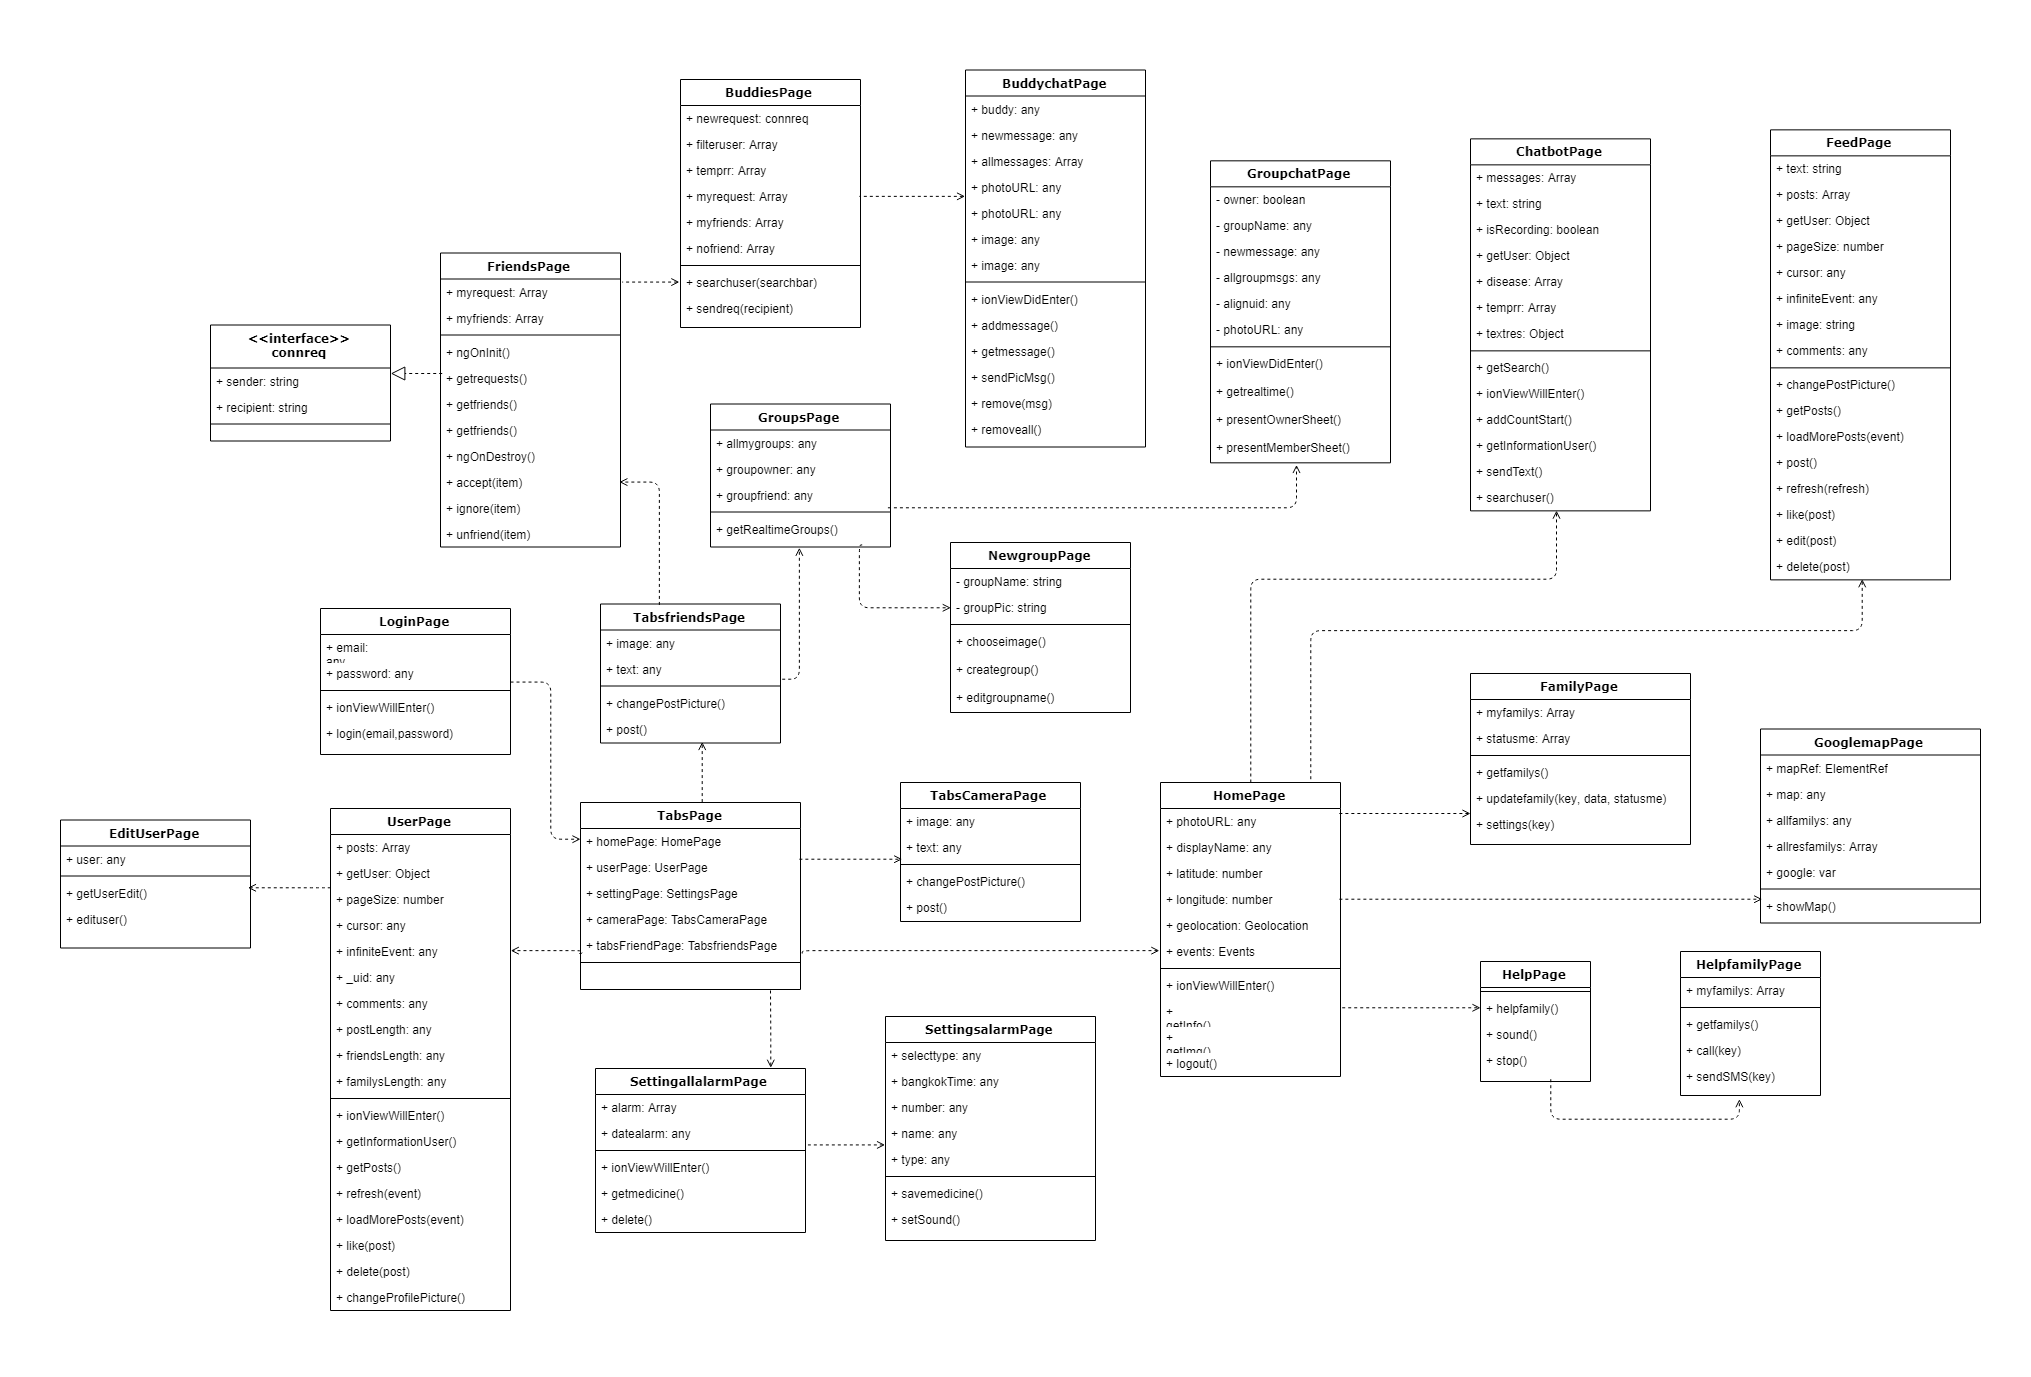 BuddiesPage
+ newrequest: connreq
+ filteruser: Array
+ temprr: Array
+ myrequest: Array
+ myfriends: Array
+ nofriend: Array
+ searchuser(searchbar)
+ sendreq(recipient)
BuddychatPage
+ buddy: any
+ newmessage: any
+ allmessages: Array
+ photoURL: any
+ photoURL: any
+ image: any
+ image: any
+ ionViewDidEnter()
+ addmessage()
+ getmessage()
+ sendPicMsg()
+ remove(msg)
+ removeall()
GroupchatPage
- owner: boolean
- groupName: any
- newmessage: any
- allgroupmsgs: any
- alignuid: any
- photoURL: any
+ ionViewDidEnter()
+ getrealtime()
+ presentOwnerSheet()
+ presentMemberSheet()
ChatbotPage
+ messages: Array
+ text: string
+ isRecording: boolean
+ getUser: Object
+ disease: Array
+ temprr: Array
+ textres: Object
+ getSearch()
+ ionViewWillEnter()
+ addCountStart()
+ getInformationUser()
+ sendText()
+ searchuser()
FeedPage
+ text: string
+ posts: Array
+ getUser: Object
+ pageSize: number
+ cursor: any
+ infiniteEvent: any
+ image: string
+ comments: any
+ changePostPicture()
+ getPosts()
+ loadMorePosts(event)
+ post()
+ refresh(refresh)
+ like(post)
+ edit(post)
+ delete(post)
FriendsPage
+ myrequest: Array
+ myfriends: Array
+ ngOnInit()
+ getrequests()
+ getfriends()
+ getfriends()
+ ngOnDestroy()
+ accept(item)
+ ignore(item)
+ unfriend(item)
<<interface>>
connreq
+ sender: string
+ recipient: string
GroupsPage
+ allmygroups: any
+ groupowner: any
+ groupfriend: any
+ getRealtimeGroups()
NewgroupPage
- groupName: string
- groupPic: string
+ chooseimage()
+ creategroup()
+ editgroupname()
LoginPage
+ email:
any
+ password: any
+ ionViewWillEnter()
+ login(email,password)
TabsfriendsPage
+ image: any
+ text: any
+ changePostPicture()
+ post()
FamilyPage
+ myfamilys: Array
+ statusme: Array
+ getfamilys()
+ updatefamily(key, data, statusme)
+ settings(key)
GooglemapPage
+ mapRef: ElementRef
+ map: any
+ allfamilys: any
+ allresfamilys: Array
+ google: var
+ showMap()
EditUserPage
+ user: any
+ getUserEdit()
+ edituser()
UserPage
+ posts: Array
+ getUser: Object
+ pageSize: number
+ cursor: any
+ infiniteEvent: any
+ _uid: any
+ comments: any
+ postLength: any
+ friendsLength: any
+ familysLength: any
+ ionViewWillEnter()
+ getInformationUser()
+ getPosts()
+ refresh(event)
+ loadMorePosts(event)
+ like(post)
+ delete(post)
+ changeProfilePicture()
TabsPage
+ homePage: HomePage
+ userPage: UserPage
+ settingPage: SettingsPage
+ cameraPage: TabsCameraPage
+ tabsFriendPage: TabsfriendsPage
TabsCameraPage
+ image: any
+ text: any
+ changePostPicture()
+ post()
HomePage
+ photoURL: any
+ displayName: any
+ latitude: number
+ longitude: number
+ geolocation: Geolocation
+ events: Events
+ ionViewWillEnter()
+
getInfo()
+
getImg()
+ logout()
HelpPage
+ helpfamily()
+ sound()
+ stop()
HelpfamilyPage
+ myfamilys: Array
+ getfamilys()
+ call(key)
+ sendSMS(key)
SettingallalarmPage
+ alarm: Array
+ datealarm: any
+ ionViewWillEnter()
+ getmedicine()
+ delete()
SettingsalarmPage
+ selecttype: any
+ bangkokTime: any
+ number: any
+ name: any
+ type: any
+ savemedicine()
+ setSound()